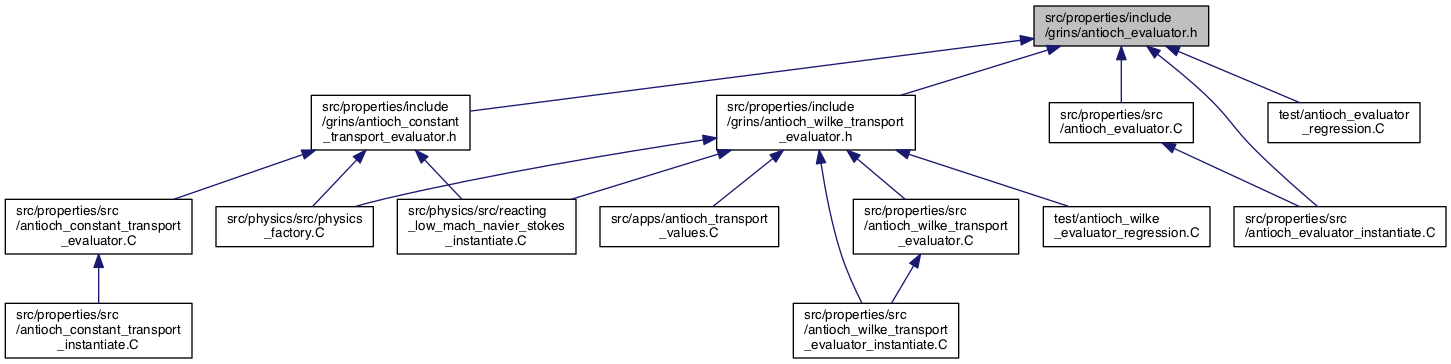 src/properties/include
/grins/antioch_evaluator.h
src/properties/include
/grins/antioch_constant
_transport_evaluator.h
src/properties/include
/grins/antioch_wilke_transport
_evaluator.h
src/properties/src
/antioch_evaluator.C
test/antioch_evaluator
_regression.C
src/properties/src
/antioch_constant_transport
_evaluator.C
src/physics/src/physics
_factory.C
src/physics/src/reacting
_low_mach_navier_stokes
_instantiate.C
src/apps/antioch_transport
_values.C
src/properties/src
/antioch_wilke_transport
_evaluator.C
test/antioch_wilke
_evaluator_regression.C
src/properties/src
/antioch_evaluator_instantiate.C
src/properties/src
/antioch_constant_transport
_instantiate.C
src/properties/src
/antioch_wilke_transport
_evaluator_instantiate.C